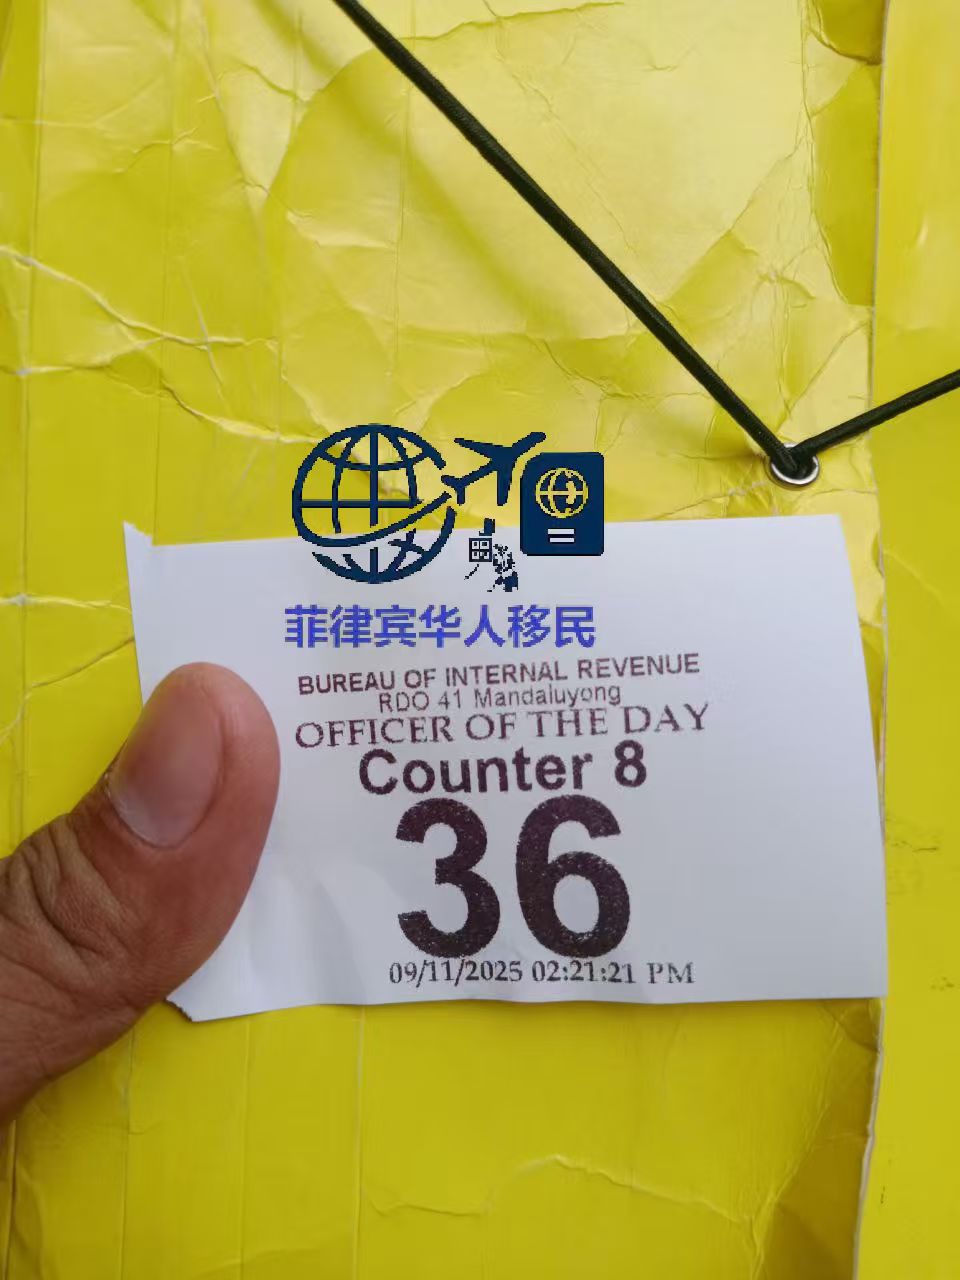 菲律宾华人移民
BUREAU OF INTERNAL REVENUE
RDO 41 Mandaluyong
OFFICER OF THE DAY
Counter 8
36
09/11/2025 02:21:21 PM